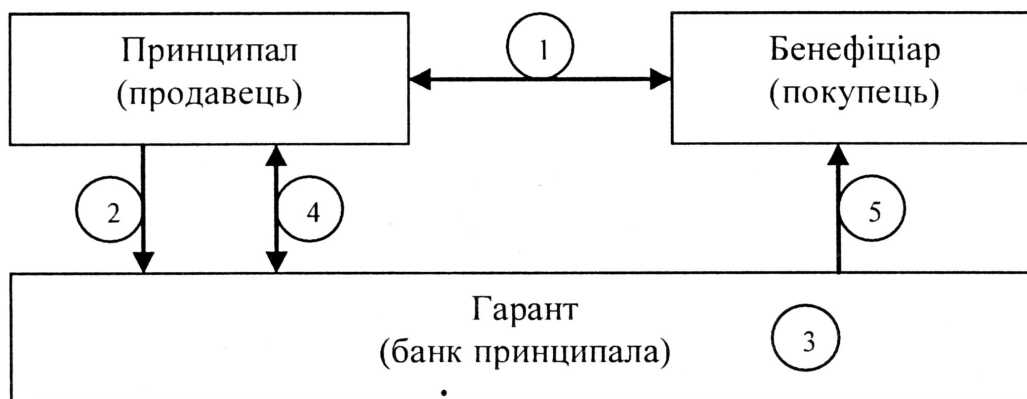 Принципал
(продавець)
1
Бенефіціар
(покупець)
2
4
5
Гарант
(банк принципала)
3